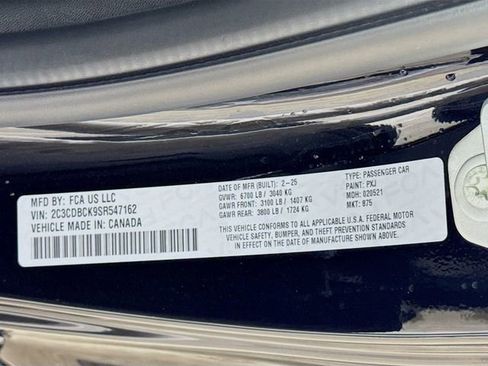 MFD BY: FCA US LLC
VIN: 2C3CDBCK9SR547162
VEHICLE MADE IN: CANADA
DATE OF MFR (BUILT): 2-25
GVWR: 6700 LB / 3040 KG
GAWR FRONT: 3100 LB / 1407 KG
GAWR REAR: 3800 LB / 1724 KG
TYPE: PASSENGER CAR
PAINT: PXJ
MDH: 020521
MKT: B75
THIS VEHICLE CONFORMS TO ALL APPLICABLE U.S.A. FEDERAL MOTOR
VEHICLE SAFETY, BUMPER, AND THEFT PREVENTION STANDARDS
IN EFFECT ON THE DATE OF MANUFACTURE SHOWN ABOVE.